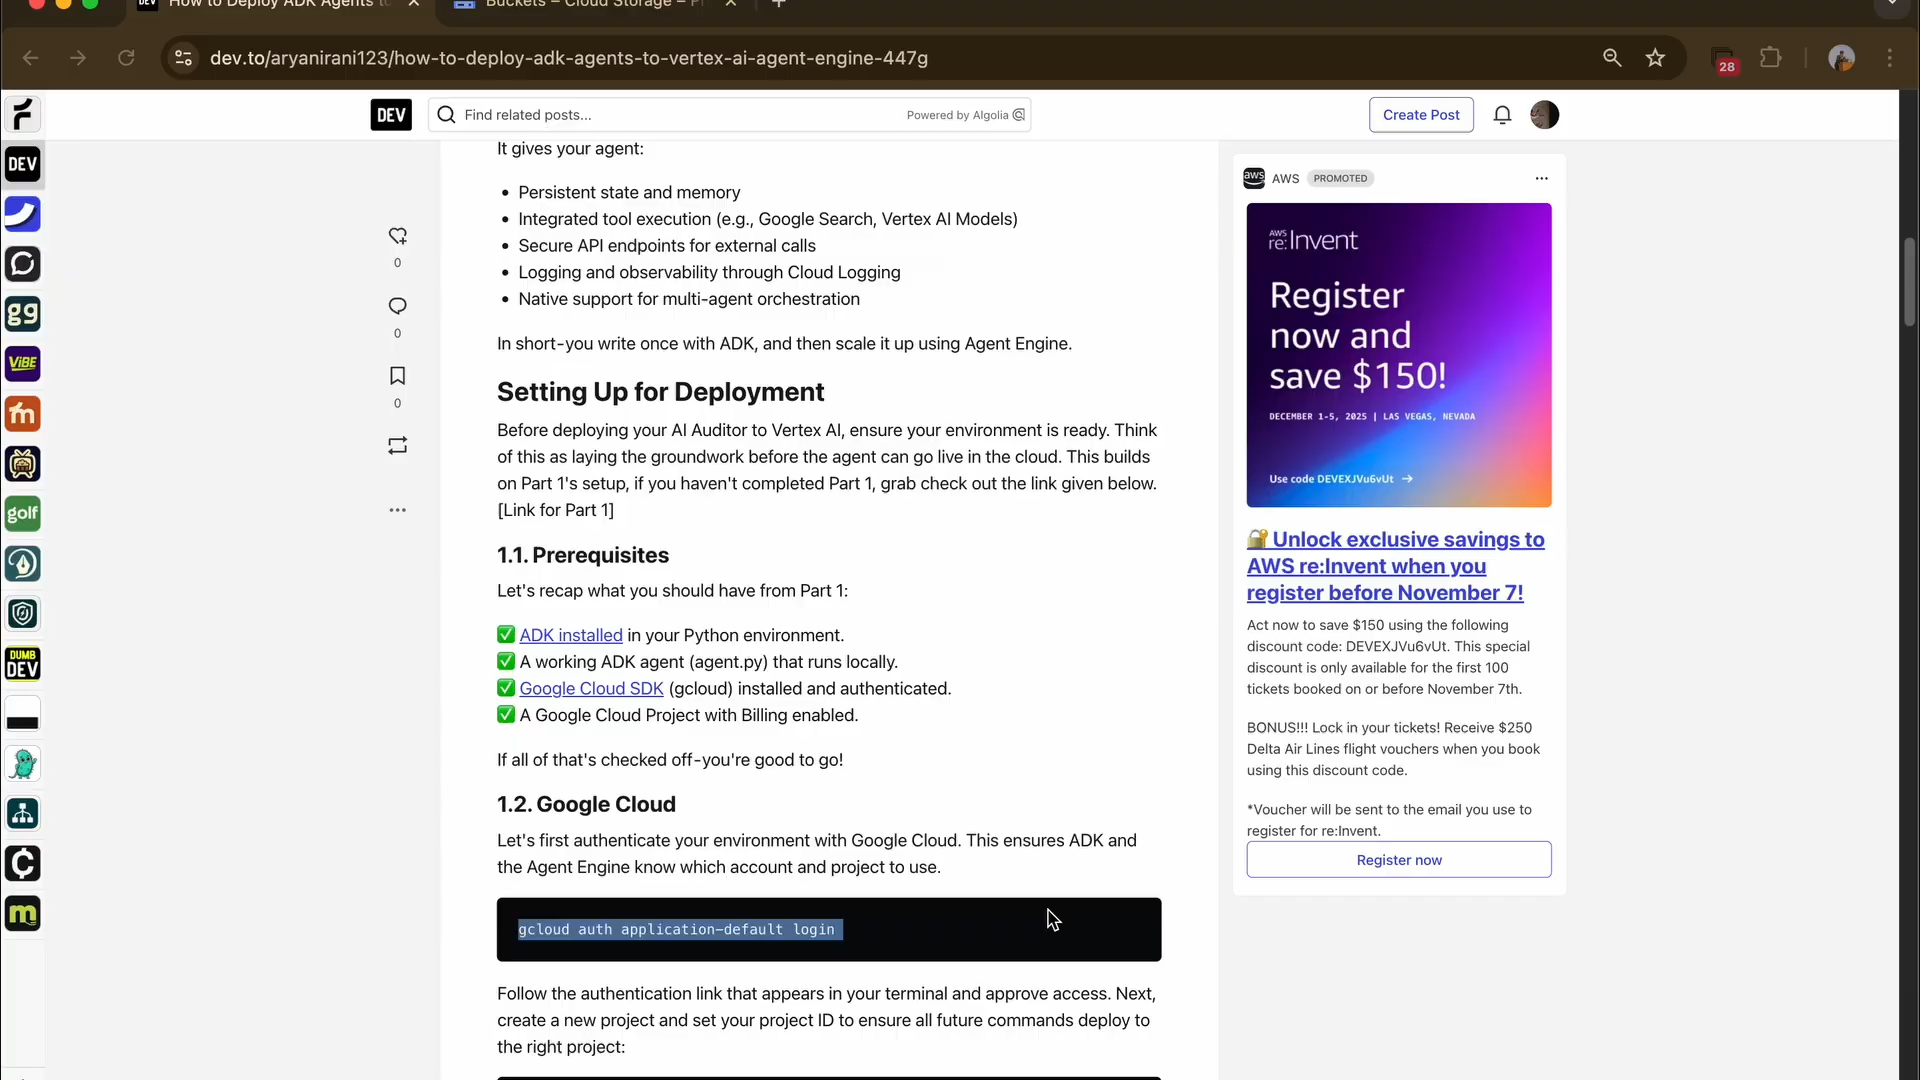 DEV How to Deploy ADK Agents to
Buckets – Cloud Storage –
dev.to/aryanirani123/how-to-deploy-adk-agents-to-vertex-ai-agent-engine-447g
28
DEV
Find related posts...
Powered by Algolia
Create Post
It gives your agent:
• Persistent state and memory
• Integrated tool execution (e.g., Google Search, Vertex AI Models)
• Secure API endpoints for external calls
• Logging and observability through Cloud Logging
• Native support for multi-agent orchestration
In short-you write once with ADK, and then scale it up using Agent Engine.
Setting Up for Deployment
Before deploying your AI Auditor to Vertex AI, ensure your environment is ready. Think
of this as laying the groundwork before the agent can go live in the cloud. This builds
on Part 1's setup, if you haven't completed Part 1, grab check out the link given below.
[Link for Part 1]
1.1. Prerequisites
Let's recap what you should have from Part 1:
✅ ADK installed in your Python environment.
✅ A working ADK agent (agent.py) that runs locally.
✅ Google Cloud SDK (gcloud) installed and authenticated.
✅ A Google Cloud Project with Billing enabled.
If all of that's checked off-you're good to go!
1.2. Google Cloud
Let's first authenticate your environment with Google Cloud. This ensures ADK and
the Agent Engine know which account and project to use.
gcloud auth application-default login
Follow the authentication link that appears in your terminal and approve access. Next,
create a new project and set your project ID to ensure all future commands deploy to
the right project:
0
0
0
DEV
gg
ViBE
m
golf
DUMB
DEV
m
aws AWS PROMOTED
AWS
re:Invent
Register
now and
save $150!
DECEMBER 1-5, 2025 | LAS VEGAS, NEVADA
Use code DEVEXJVu6vUt →
🔐 Unlock exclusive savings to
AWS re:Invent when you
register before November 7!
Act now to save $150 using the following
discount code: DEVEXJVu6vUt. This special
discount is only available for the first 100
tickets booked on or before November 7th.
BONUS!!! Lock in your tickets! Receive $250
Delta Air Lines flight vouchers when you book
using this discount code.
*Voucher will be sent to the email you use to
register for re:Invent.
Register now